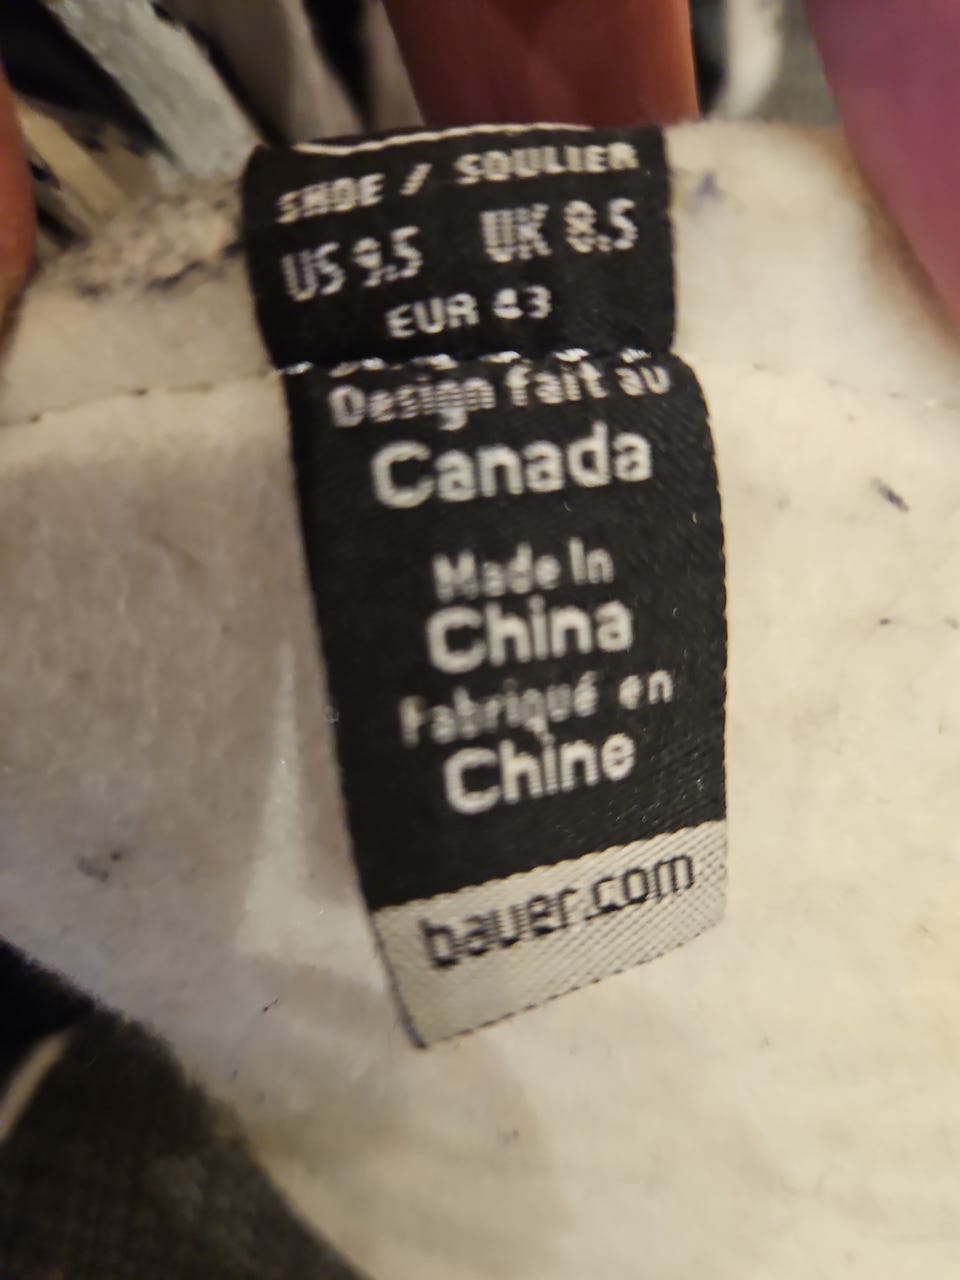 SHOE / SOULIER
US 9.5 UK 8.5
EUR 43
Design fait au
Canada
Made In
China
Fabriqué en
Chine
bauer.com